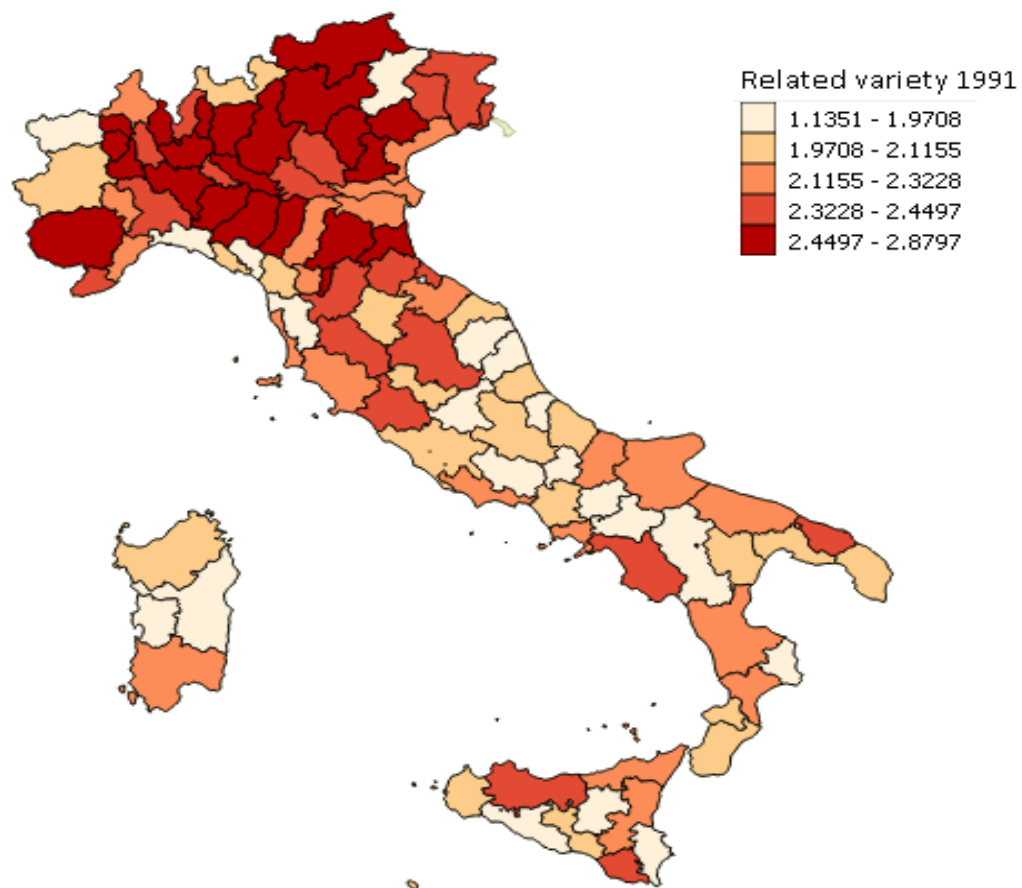 Related variety 1991
1.1351 - 1.9708
1.9708 - 2.1155
2.1155 - 2.3228
2.3228 - 2.4497
2.4497 - 2.8797